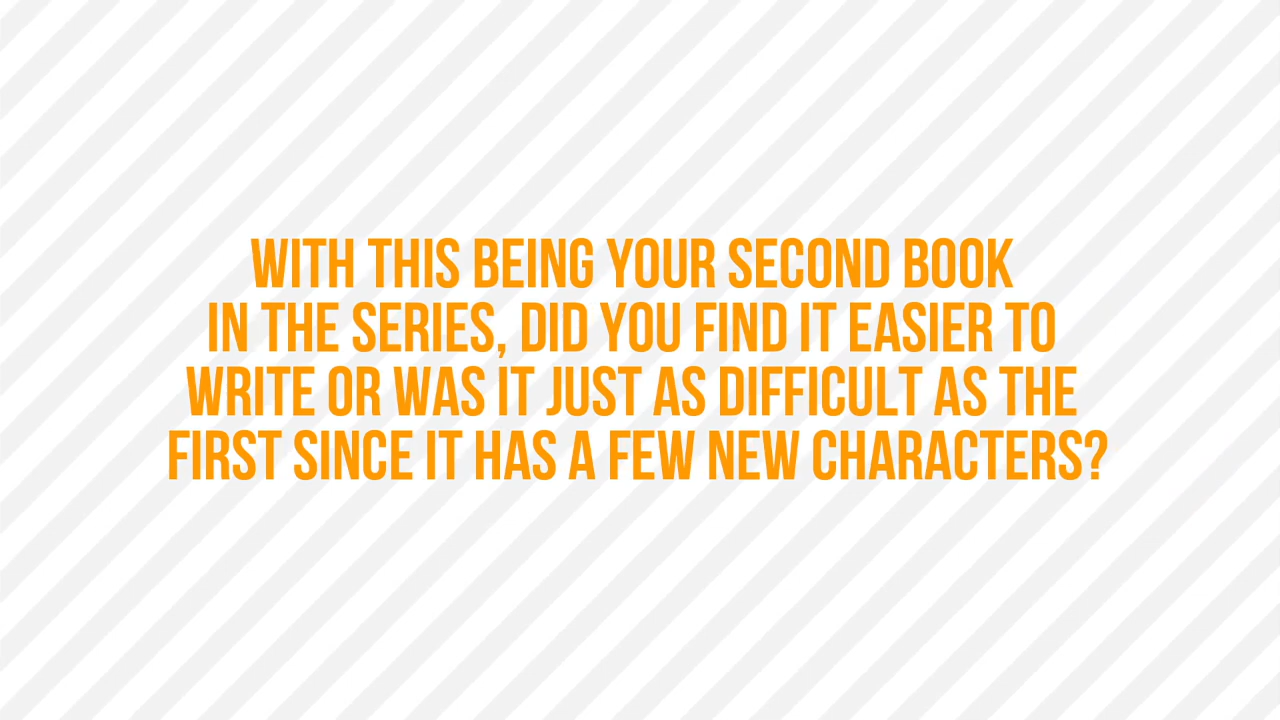 WITH THIS BEING YOUR SECOND BOOK
IN THE SERIES, DID YOU FIND IT EASIER TO
WRITE OR WAS IT JUST AS DIFFICULT AS THE
FIRST SINCE IT HAS A FEW NEW CHARACTERS?